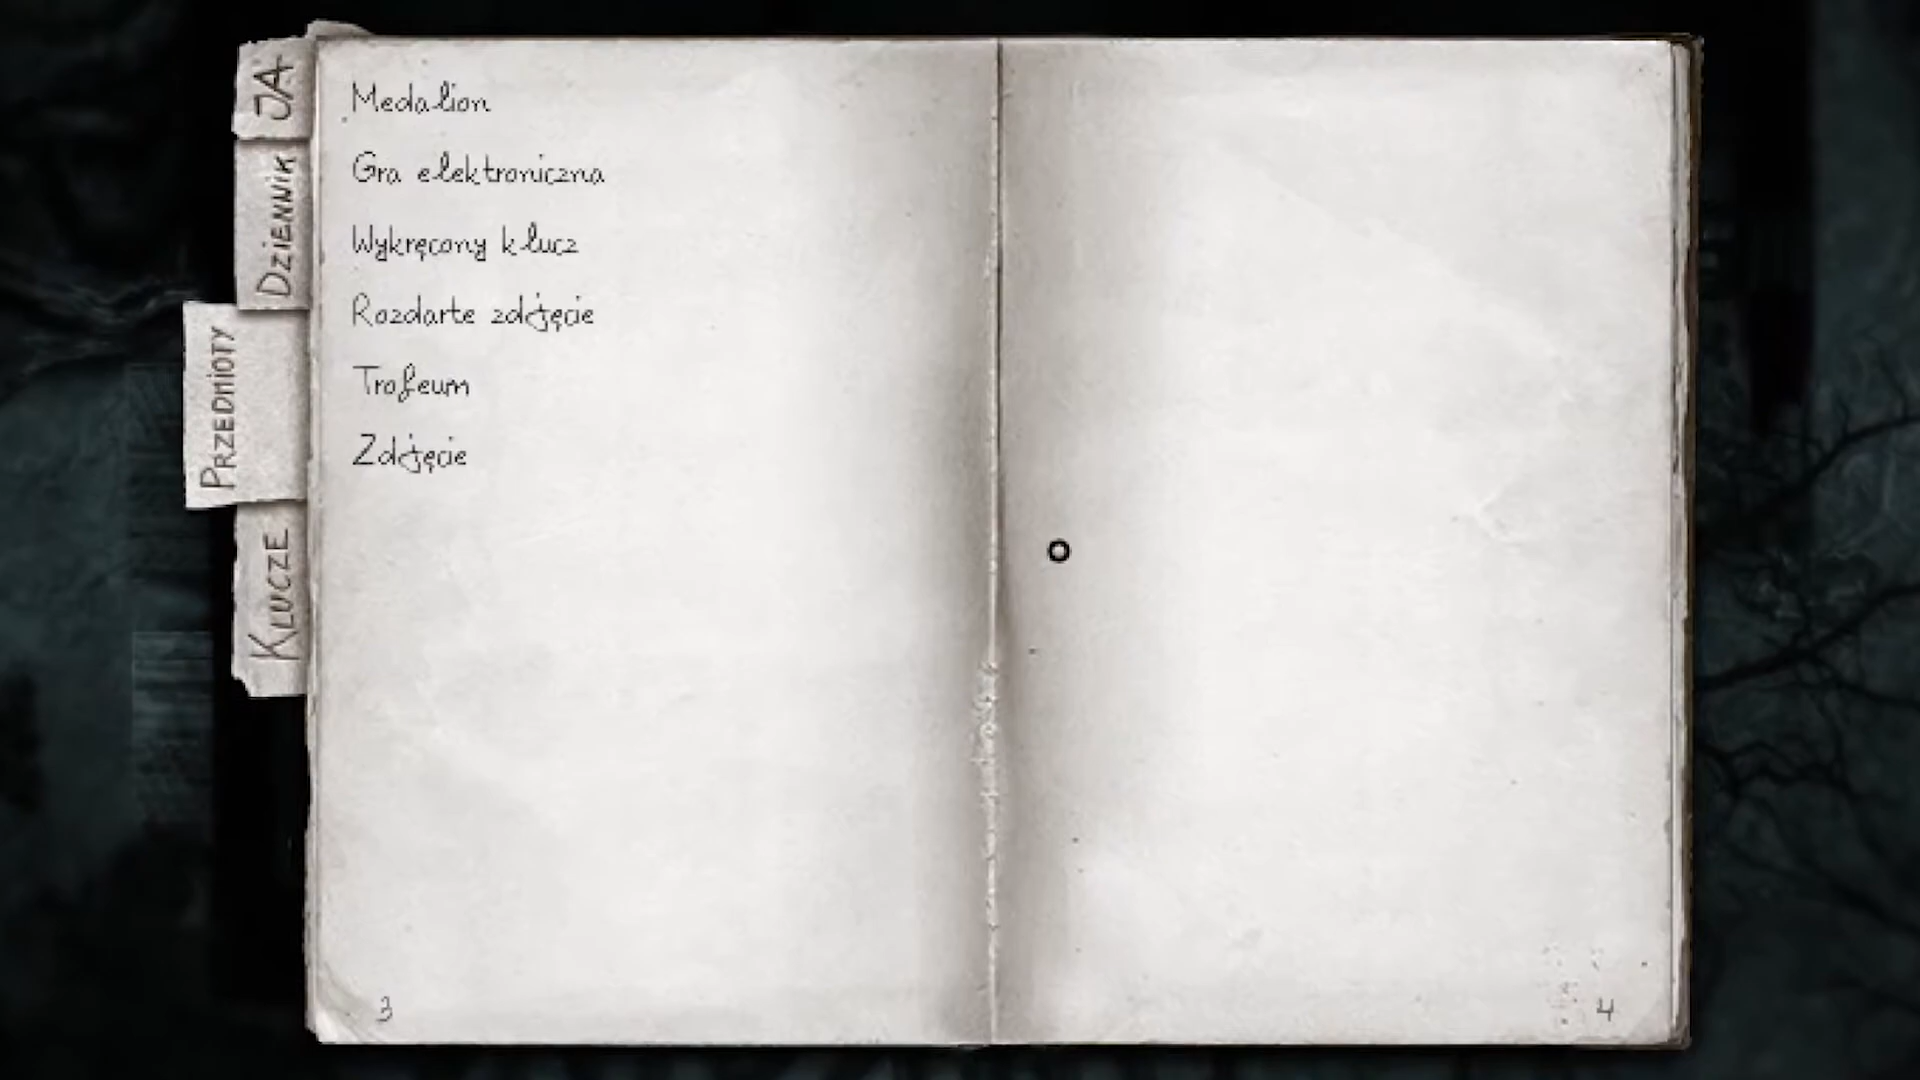 JA
DZIENNIK
PRZEDMIOTY
KLUCZE
Medalion
Gra elektroniczna
Wykręcony klucz
Rozdarte zdjęcie
Trofeum
Zdjęcie
3
4